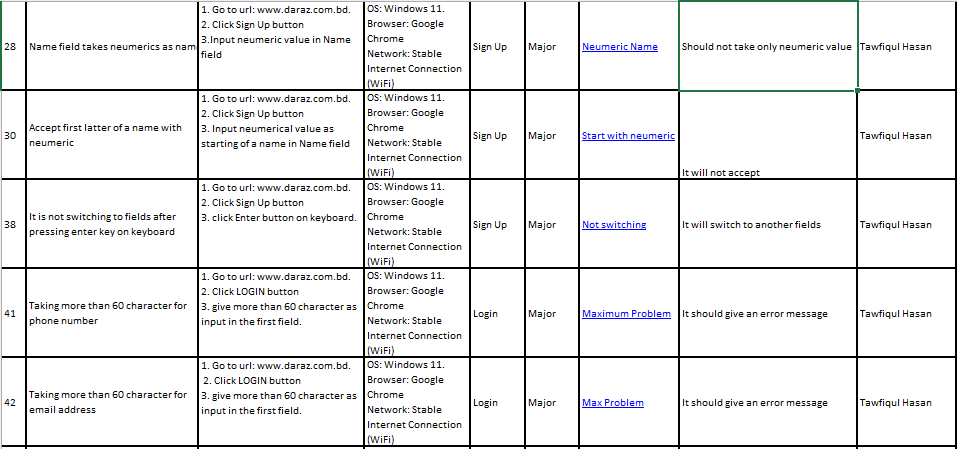 28
Name field takes neumerics as nam
1. Go to url: www.daraz.com.bd.
2. Click Sign Up button
3.Input neumeric value in Name
field
OS: Windows 11.
Browser: Google
Chrome
Network: Stable
Internet Connection
(WiFi)
Sign Up
Major
Neumeric Name
Should not take only neumeric value
Tawfiqul Hasan
30
Accept first latter of a name with
neumeric
1. Go to url: www.daraz.com.bd.
2. Click Sign Up button
3. Input neumerical value as
starting of a name in Name field
OS: Windows 11.
Browser: Google
Chrome
Network: Stable
Internet Connection
(WiFi)
Sign Up
Major
Start with neumeric
It will not accept
Tawfiqul Hasan
38
It is not switching to fields after
pressing enter key on keyboard
1. Go to url: www.daraz.com.bd.
2. Click Sign Up button
3. click Enter button on keyboard.
OS: Windows 11.
Browser: Google
Chrome
Network: Stable
Internet Connection
(WiFi)
Sign Up
Major
Not switching
It will switch to another fields
Tawfiqul Hasan
41
Taking more than 60 character for
phone number
1. Go to url: www.daraz.com.bd.
2. Click LOGIN button
3. give more than 60 character as
input in the first field.
OS: Windows 11.
Browser: Google
Chrome
Network: Stable
Internet Connection
(WiFi)
Login
Major
Maximum Problem
It should give an error message
Tawfiqul Hasan
42
Taking more than 60 character for
email address
1. Go to url: www.daraz.com.bd.
2. Click LOGIN button
3. give more than 60 character as
input in the first field.
OS: Windows 11.
Browser: Google
Chrome
Network: Stable
Internet Connection
(WiFi)
Login
Major
Max Problem
It should give an error message
Tawfiqul Hasan